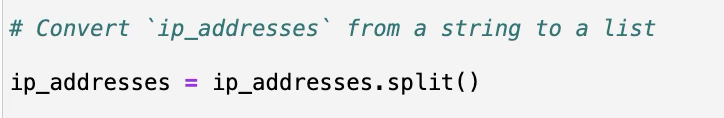 # Convert `ip_addresses` from a string to a list
ip_addresses = ip_addresses.split()